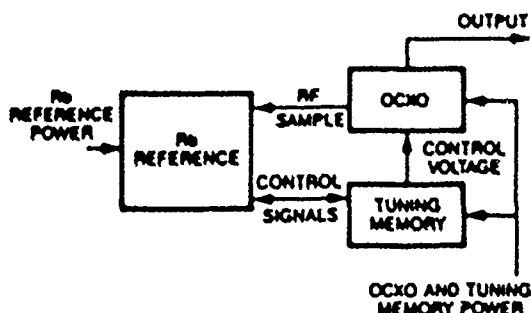 OUTPUT
Rb
REFERENCE
POWER
Rb
REFERENCE
RF
SAMPLE
OCXO
CONTROL
VOLTAGE
CONTROL
SIGNALS
TUNING
MEMORY
OCXO AND TUNING
MEMORY POWER